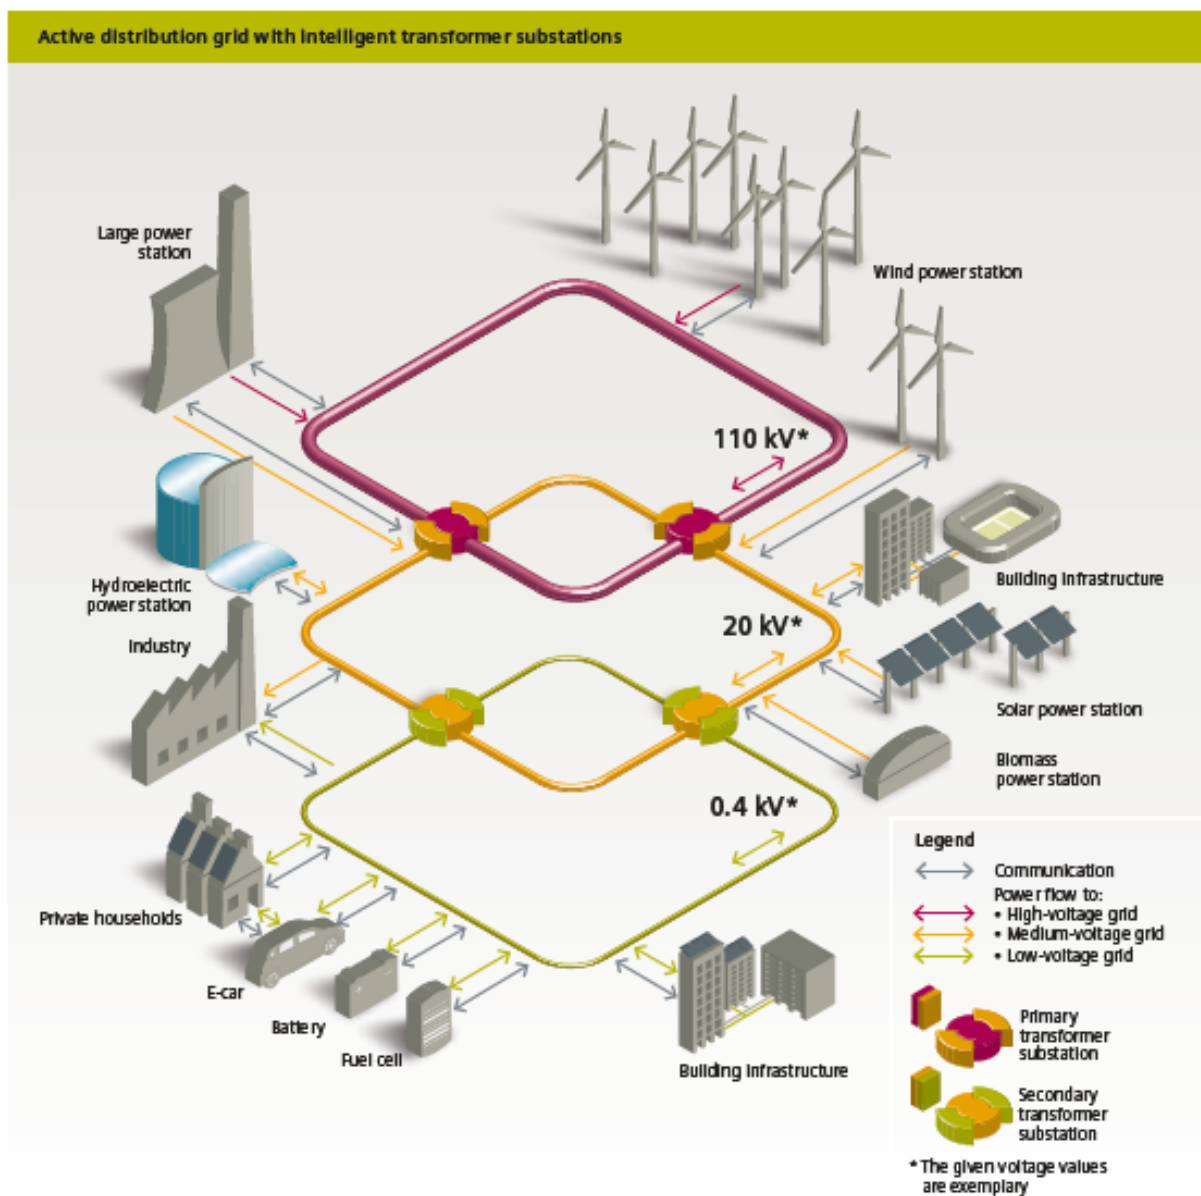 Active distribution grid with intelligent transformer substations
Large power
station
Wind power station
110 kV*
Hydroelectric
power station
Building infrastructure
20 kV*
Industry
Solar power station
Biomass
power station
0.4 kV*
Private households
E-car
Battery
Fuel cell
Building infrastructure
Legend
Communication
Power flow to:
• High-voltage grid
• Medium-voltage grid
• Low-voltage grid
Primary
transformer
substation
Secondary
transformer
substation
* The given voltage values
are exemplary